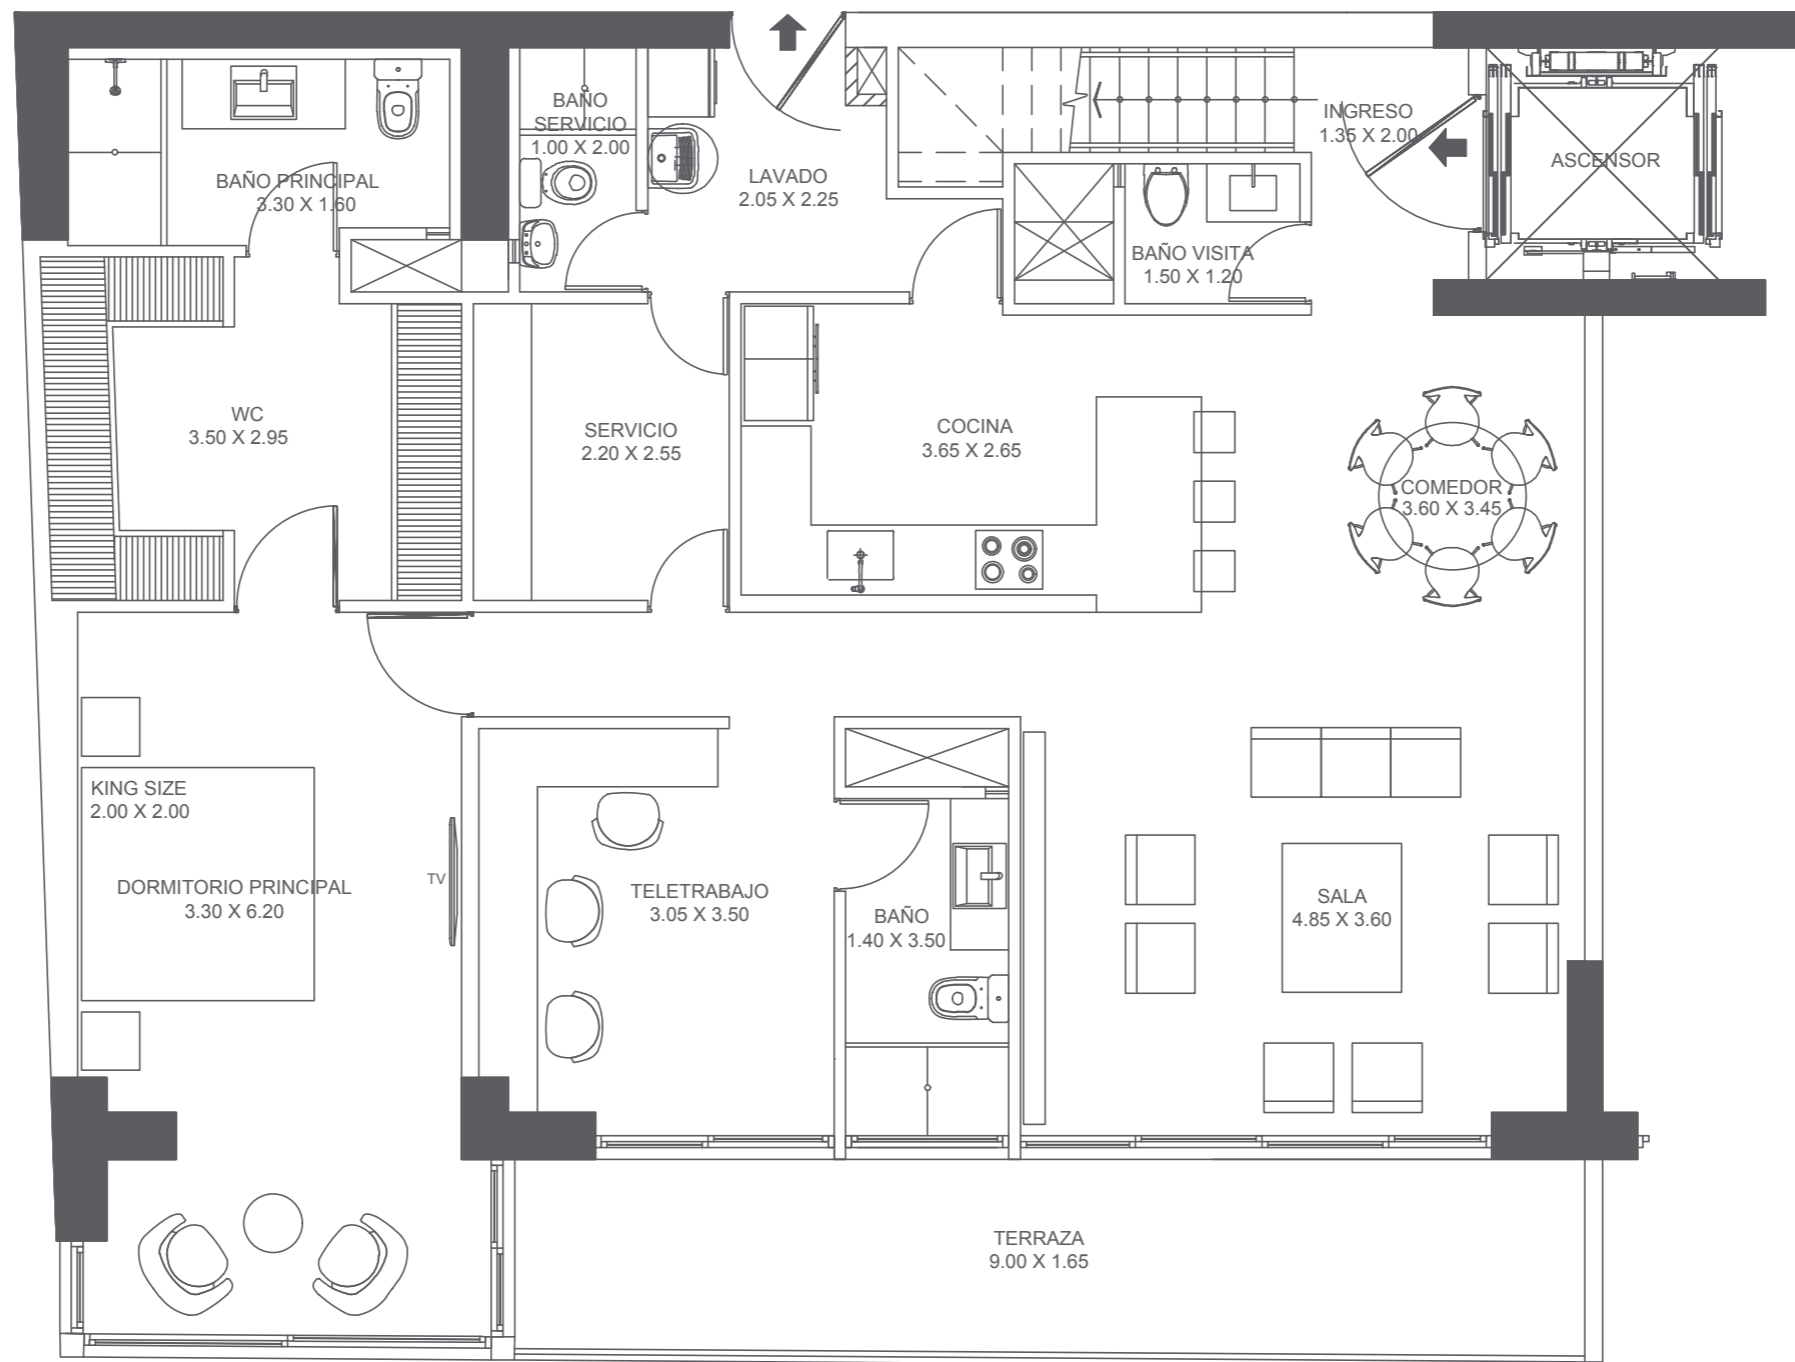 BAÑO
SERVICIO
1.00 X 2.00
INGRESO
1.35 X 2.00
ASCENSOR
BAÑO PRINCIPAL
3.30 X 1.60
LAVADO
2.05 X 2.25
BAÑO VISITA
1.50 X 1.20
WC
3.50 X 2.95
SERVICIO
2.20 X 2.55
COCINA
3.65 X 2.65
COMEDOR
3.60 X 3.45
KING SIZE
2.00 X 2.00
DORMITORIO PRINCIPAL
3.30 X 6.20
TV
TELETRABAJO
3.05 X 3.50
BAÑO
1.40 X 3.50
SALA
4.85 X 3.60
TERRAZA
9.00 X 1.65